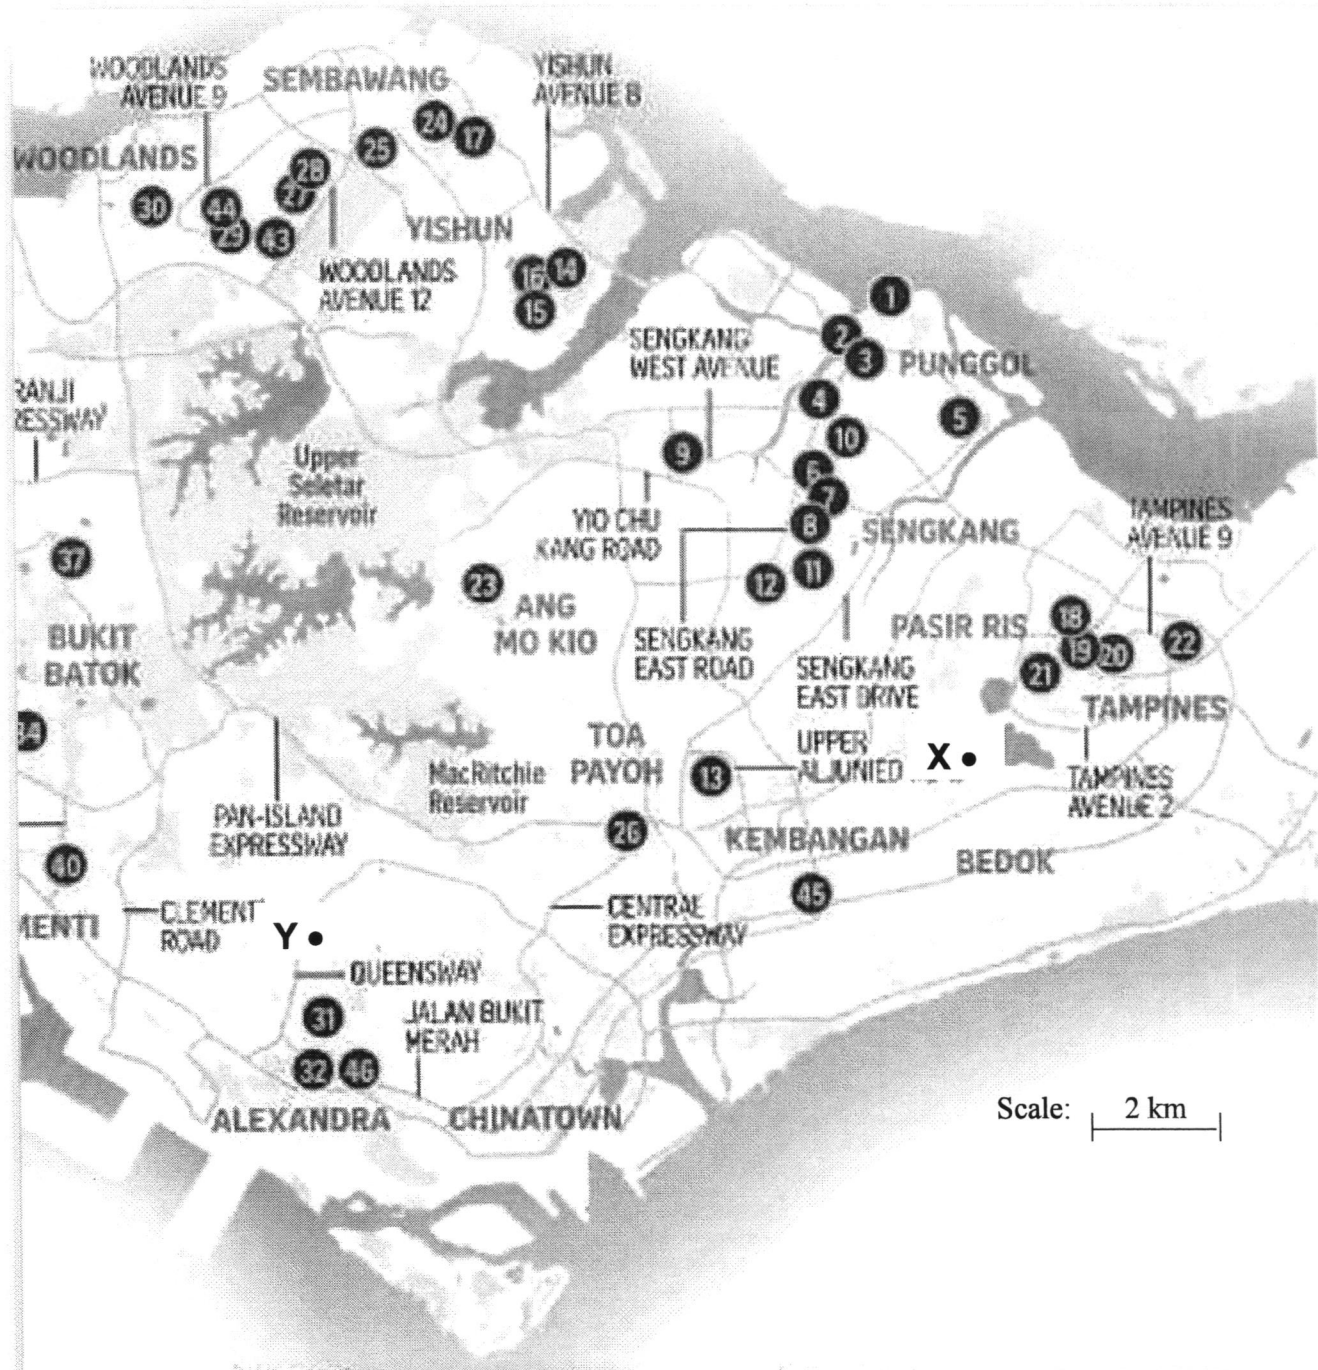 WOODLANDS
AVENUE 9
SEMBAWANG
YISHUN
AVENUE 8
24
17
25
WOODLANDS
28
27
30
44
29
43
YISHUN
16
14
15
WOODLANDS
AVENUE 12
1
2
3
PUNGGOL
SENGKANG
WEST AVENUE
RANJI
RESSWAY
4
5
10
9
6
7
8
Upper
Seletar
Reservoir
YIO CHU
KANG ROAD
SENGKANG
TAMPINES
AVENUE 9
37
23
12
11
ANG
MO KIO
BUKIT
BATOK
SENGKANG
EAST ROAD
SENGKANG
EAST DRIVE
PASIR RIS
18
19
20
22
21
TAMPINES
34
TOA
PAYOH
MacRitchie
Reservoir
13
UPPER
ALJUNIED
X
TAMPINES
AVENUE 2
PAN-ISLAND
EXPRESSWAY
26
KEMBANGAN
BEDOK
40
45
MENTI
CLEMENT
ROAD
Y
CENTRAL
EXPRESSWAY
QUEENSWAY
31
JALAN BUKIT
MERAH
32
46
ALEXANDRA
CHINATOWN
Scale:
2 km